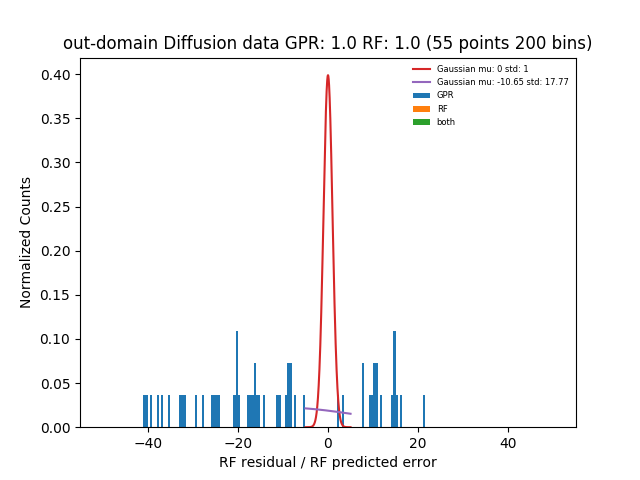 out-domain Diffusion data GPR: 1.0 RF: 1.0 (55 points 200 bins)
Gaussian mu: 0 std: 1
Gaussian mu: -10.65 std: 17.77
GPR
RF
both
Normalized Counts
0.40
0.35
0.30
0.25
0.20
0.15
0.10
0.05
0.00
−40
−20
0
20
40
RF residual / RF predicted error